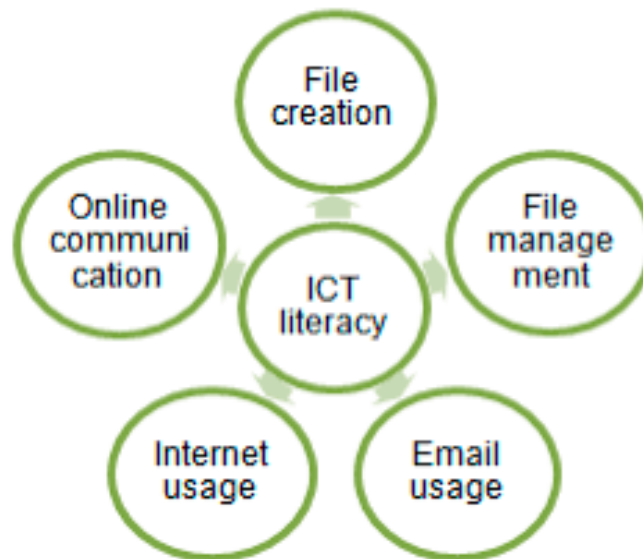 File
creation
Online
communi
cation
File
manage
ment
ICT
literacy
Internet
usage
Email
usage